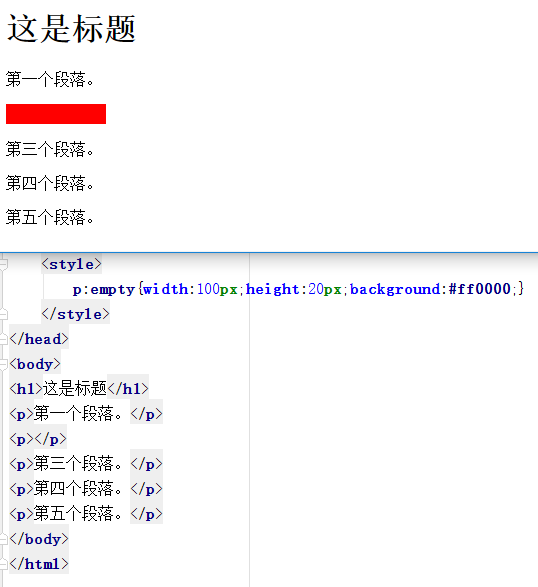 这是标题
第一个段落。
第三个段落。
第四个段落。
第五个段落。
<style>
p:empty{width:100px;height:20px;background:#ff0000;}
</style>
</head>
<body>
<h1>这是标题</h1>
<p>第一个段落。</p>
<p></p>
<p>第三个段落。</p>
<p>第四个段落。</p>
<p>第五个段落。</p>
</body>
</html>